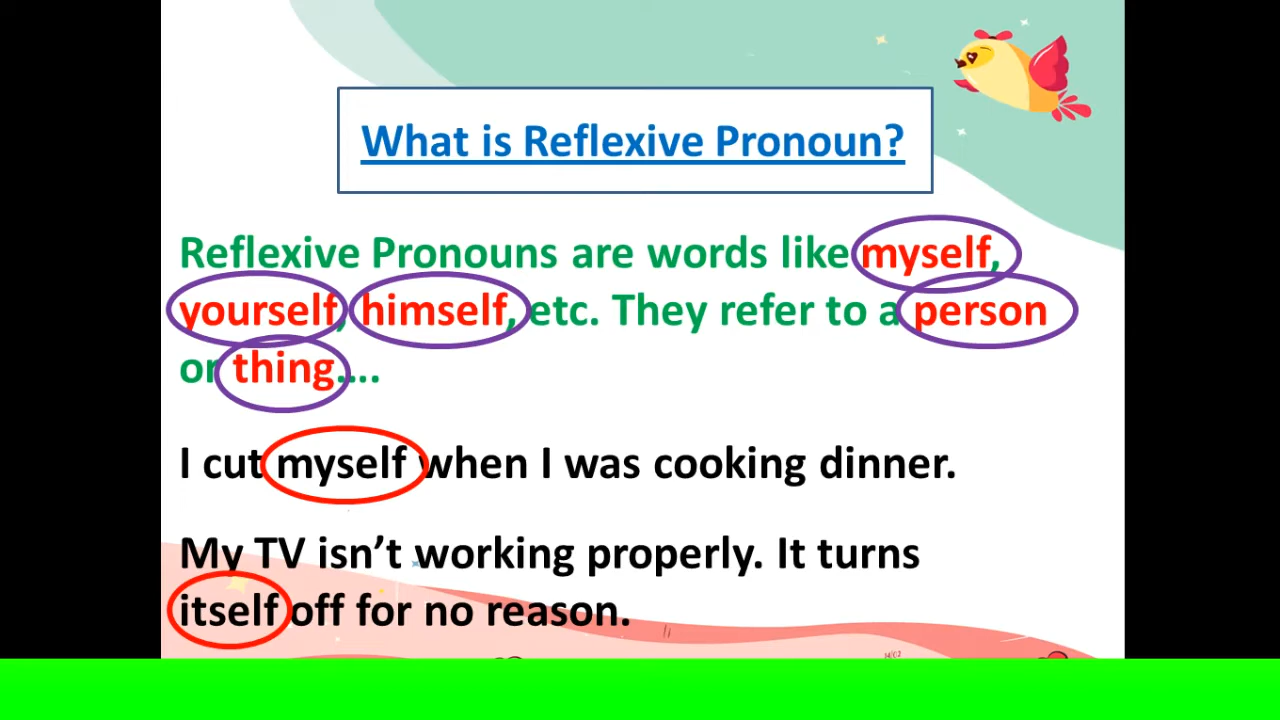 What is Reflexive Pronoun?
Reflexive Pronouns are words like myself,
yourself, himself, etc. They refer to a person
or thing....
I cut myself when I was cooking dinner.
My TV isn’t working properly. It turns
itself off for no reason.